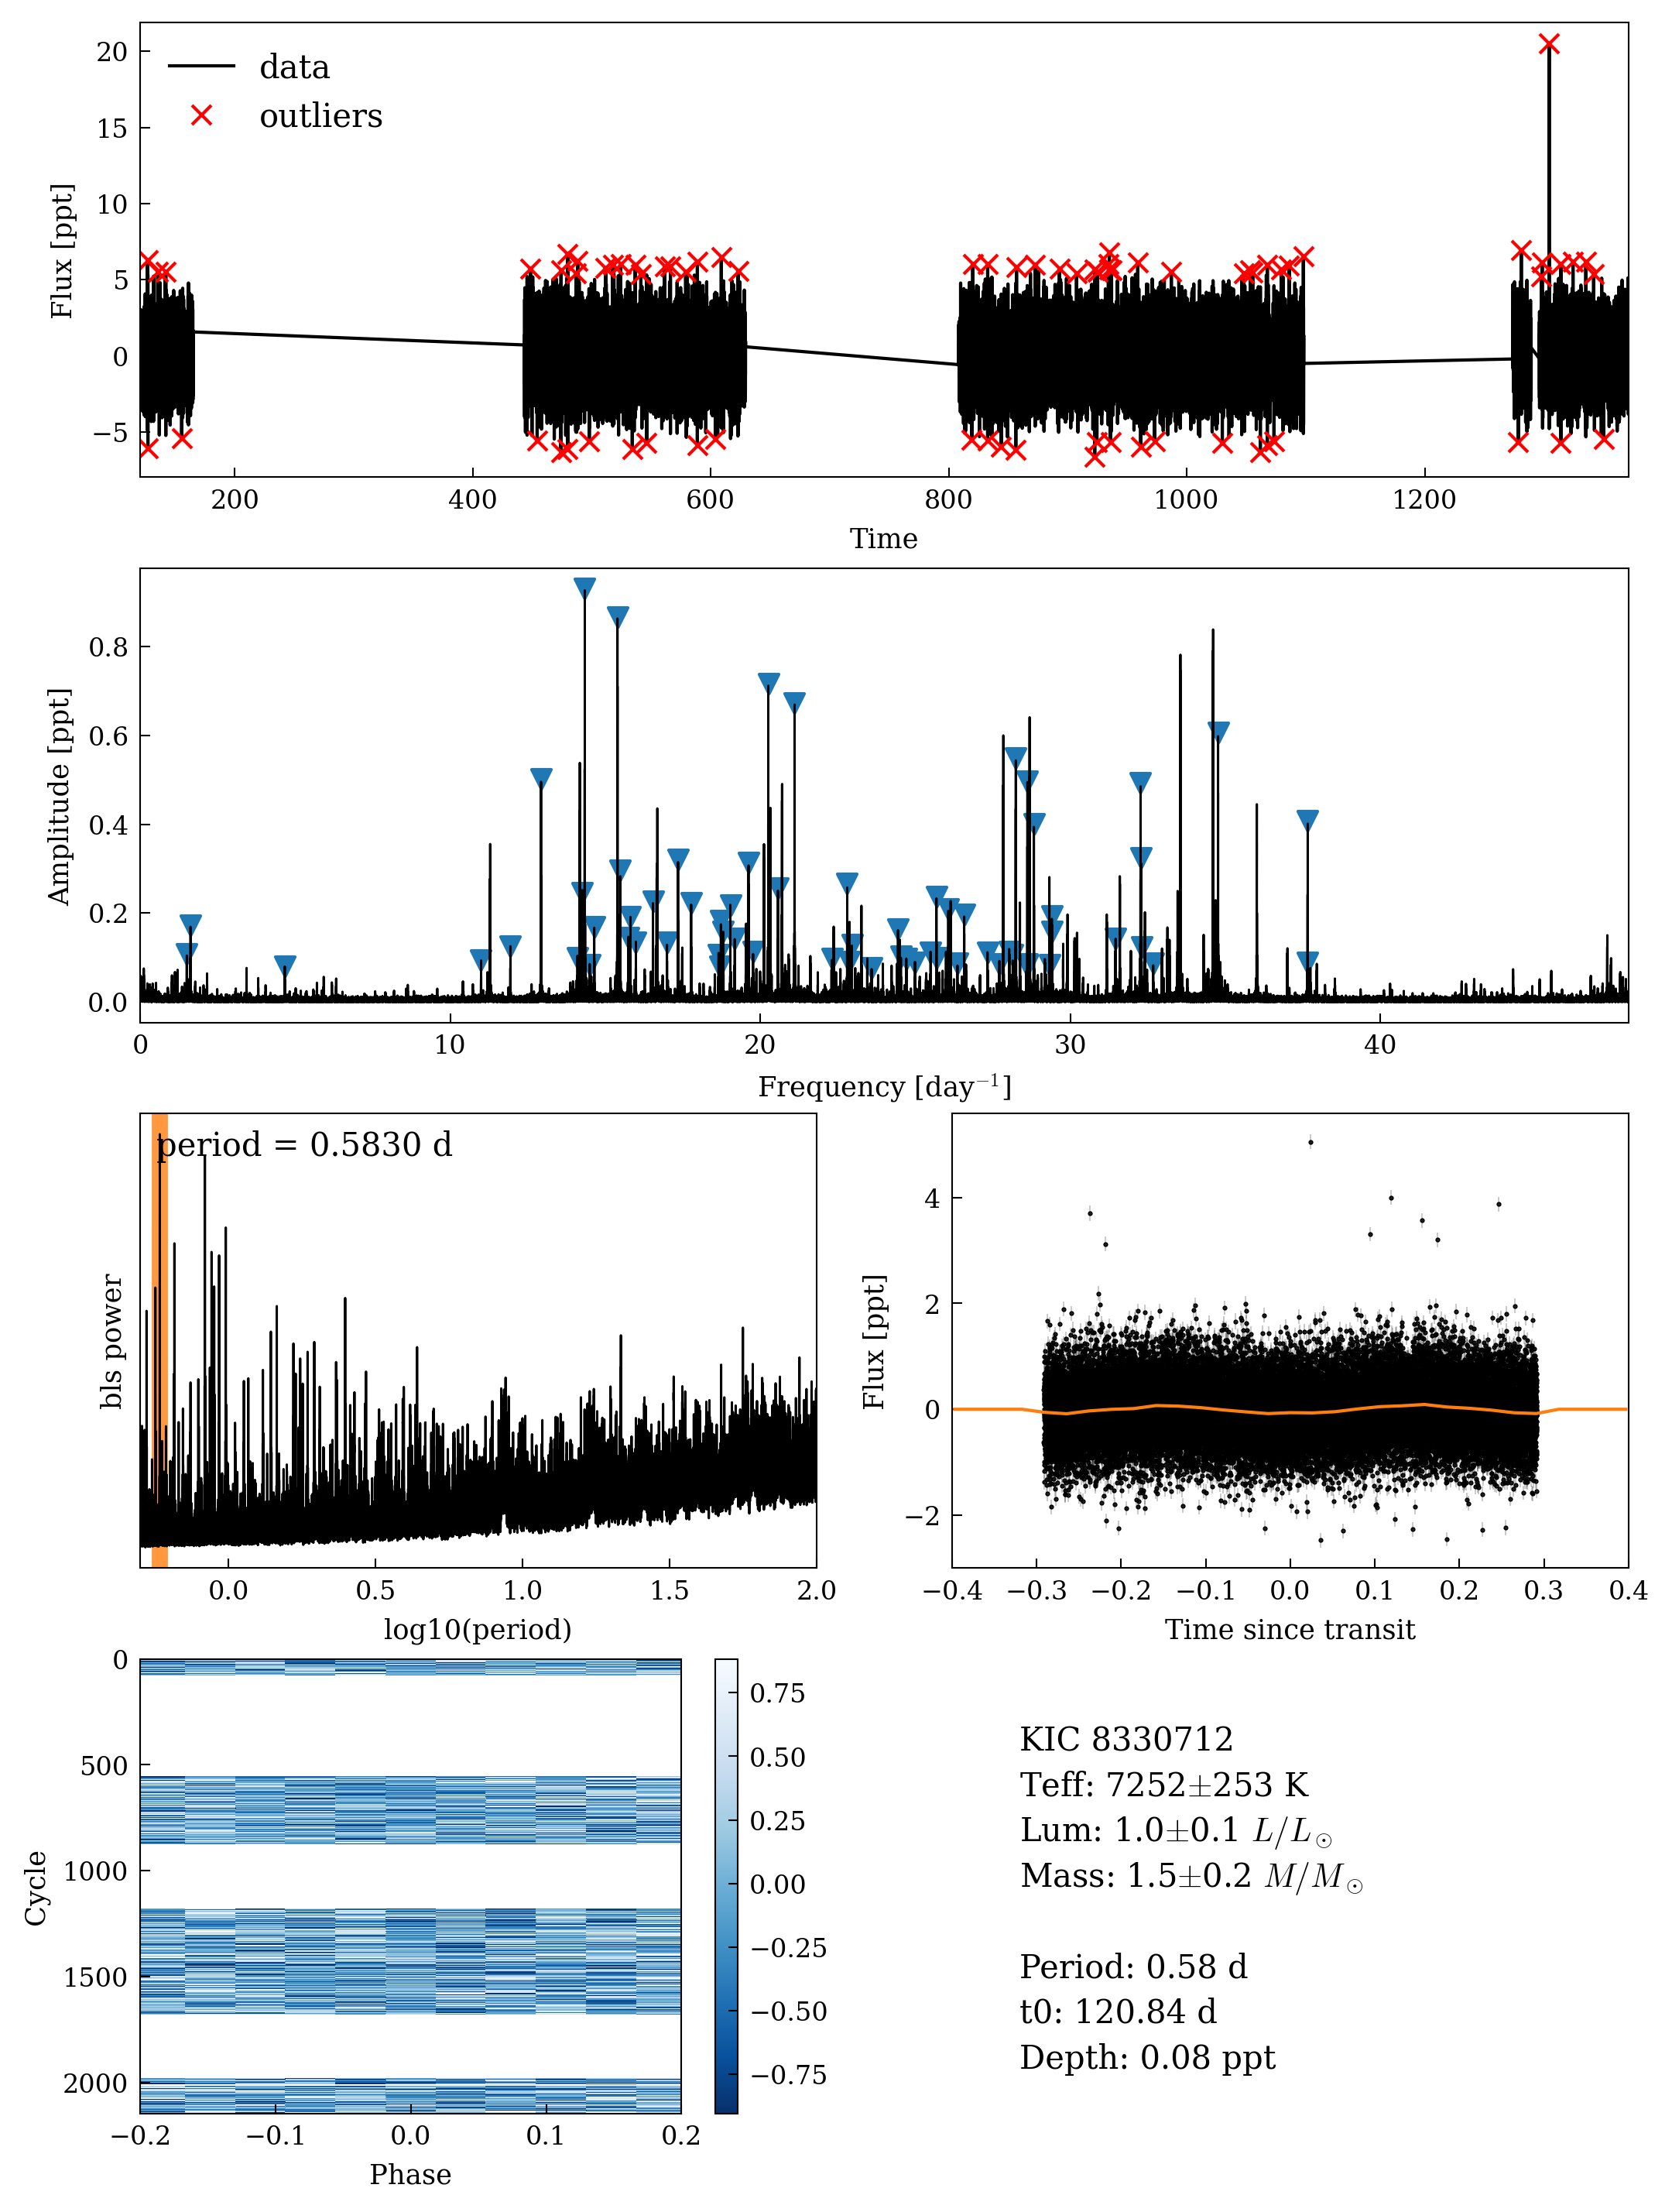 20
15
10
5
0
−5
Flux [ppt]
data
outliers
200
400
600
800
1000
1200
Time
0.8
0.6
0.4
0.2
0.0
Amplitude [ppt]
0
10
20
30
40
Frequency [day⁻¹]
period = 0.5830 d
bls power
0.0
0.5
1.0
1.5
2.0
log10(period)
4
2
0
−2
Flux [ppt]
−0.4
−0.3
−0.2
−0.1
0.0
0.1
0.2
0.3
0.4
Time since transit
0
500
1000
1500
2000
Cycle
−0.2
−0.1
0.0
0.1
0.2
Phase
0.75
0.50
0.25
0.00
−0.25
−0.50
−0.75
KIC 8330712
Teff: 7252±253 K
Lum: 1.0±0.1 L/L⊙
Mass: 1.5±0.2 M/M⊙
Period: 0.58 d
t0: 120.84 d
Depth: 0.08 ppt